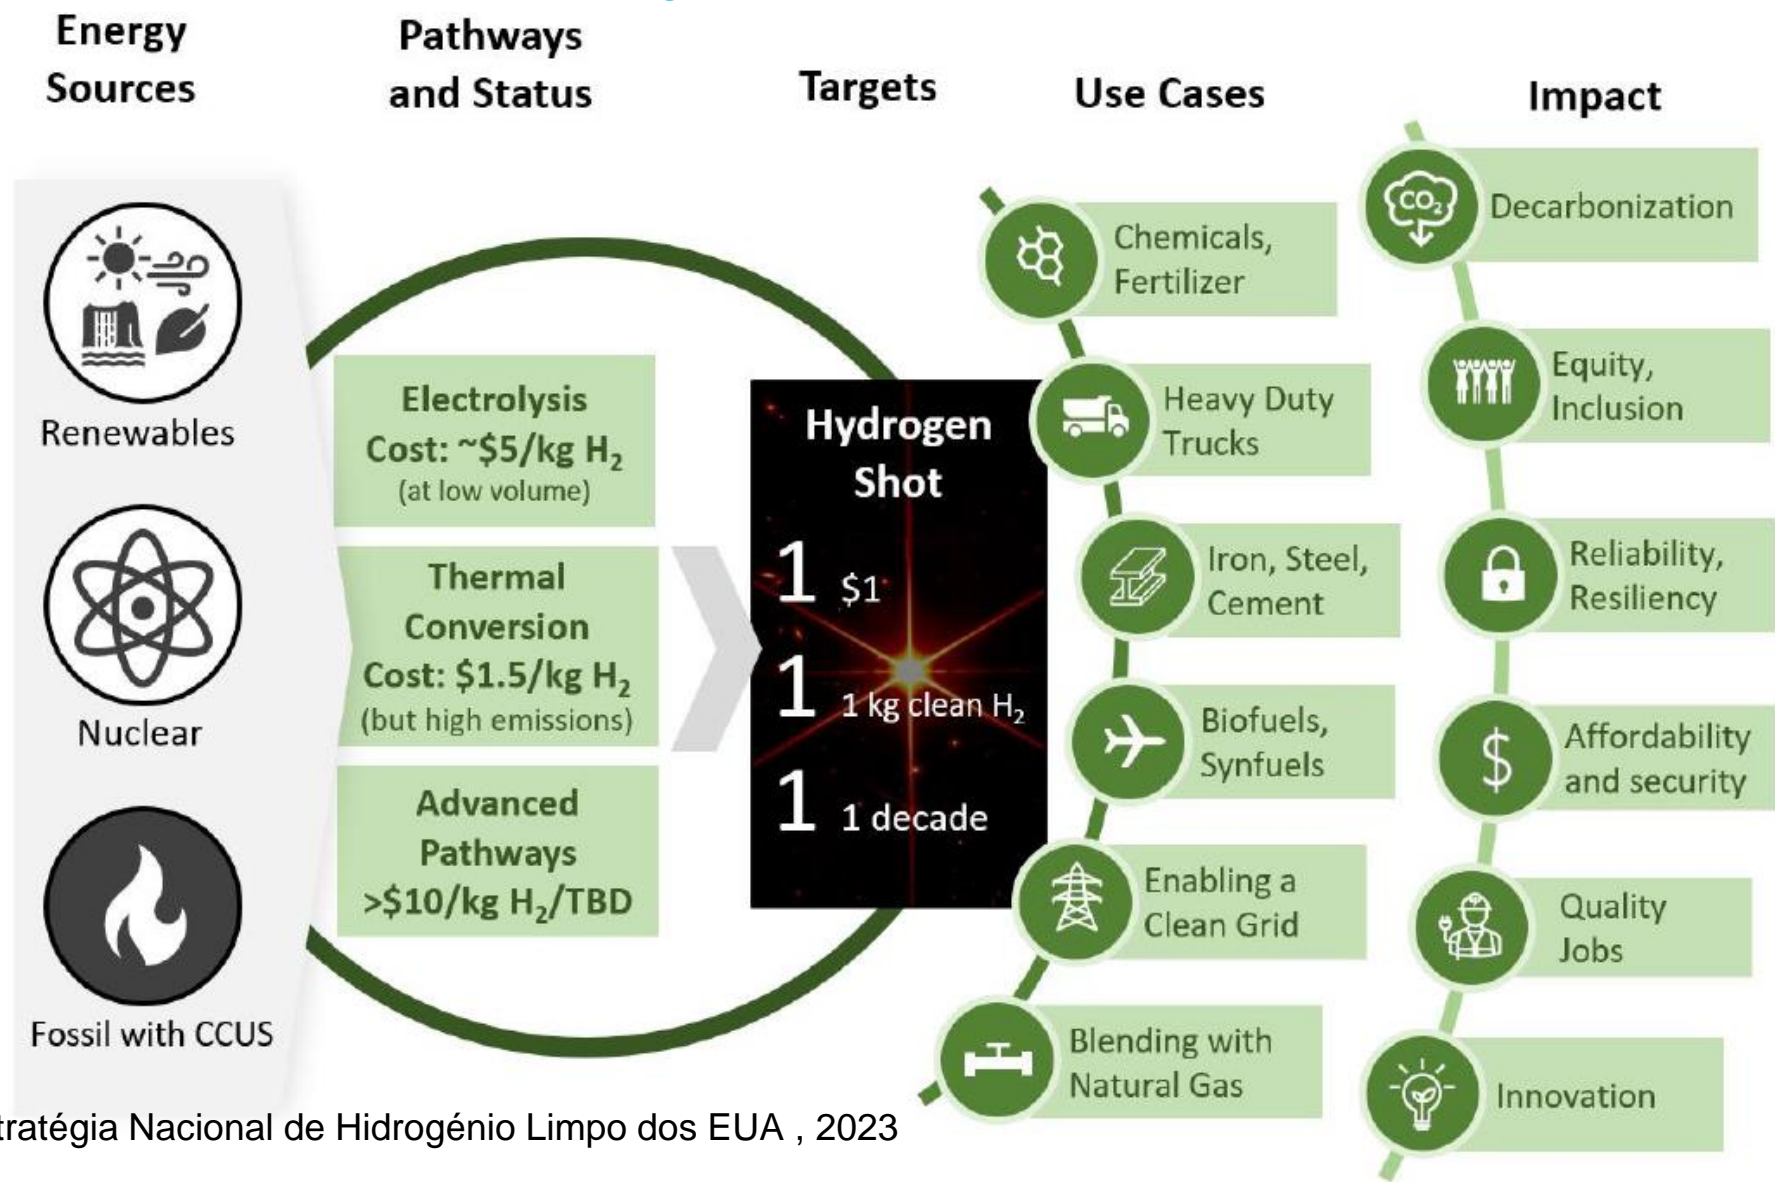 Energy
Sources
Pathways
and Status
Targets
Use Cases
Impact
Renewables
Nuclear
Fossil with CCUS
Electrolysis
Cost: ~$5/kg H₂
(at low volume)
Thermal
Conversion
Cost: $1.5/kg H₂
(but high emissions)
Advanced
Pathways
>$10/kg H₂/TBD
Hydrogen
Shot
1 $1
1 1 kg clean H₂
1 1 decade
Chemicals,
Fertilizer
Heavy Duty
Trucks
Iron, Steel,
Cement
Biofuels,
Synfuels
Enabling a
Clean Grid
Blending with
Natural Gas
CO₂
Decarbonization
Equity,
Inclusion
Reliability,
Resiliency
$
Affordability
and security
Quality
Jobs
Innovation
tratégia Nacional de Hidrogénio Limpo dos EUA , 2023